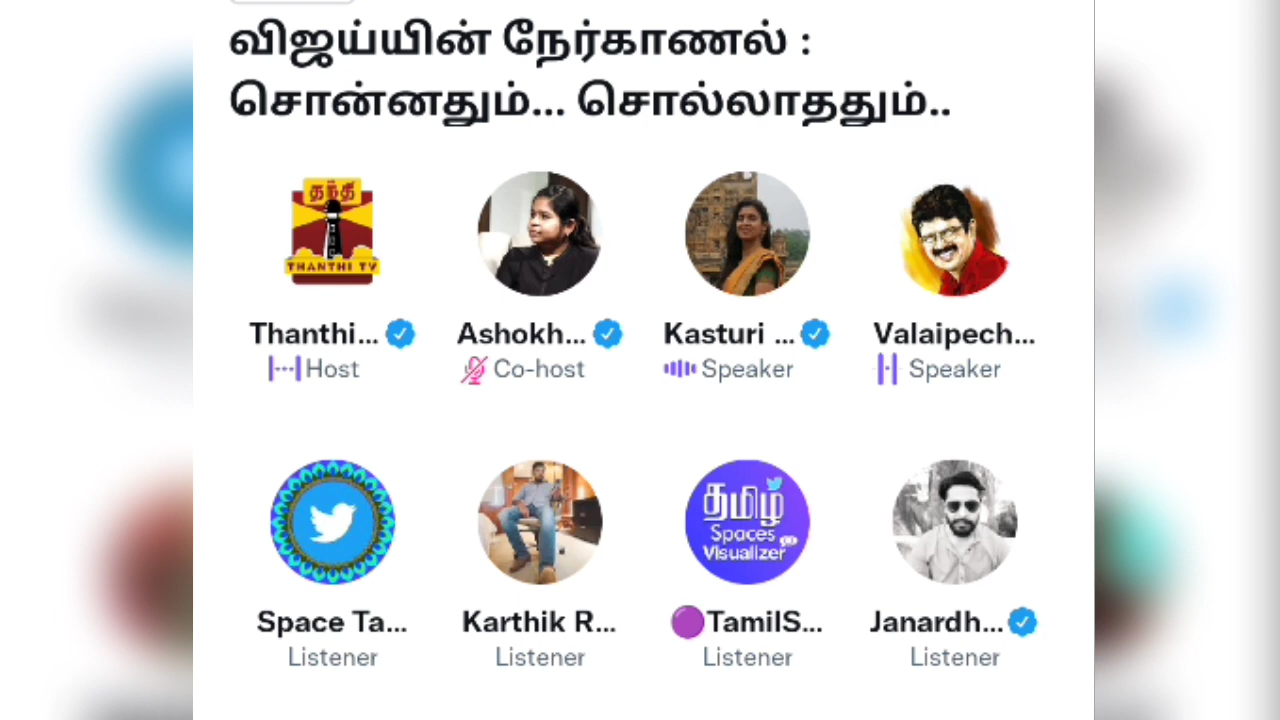 விஜய்யின் நேர்காணல் :
சொன்னதும்... சொல்லாததும்..
தந்தி
THANTHI TV
Thanthi... Ashokh... Kasturi ... Valaipech...
Host Co-host Speaker Speaker
தமிழ்
Spaces
Visualizer
Space Ta... Karthik R... TamilS... Janardh...
Listener Listener Listener Listener